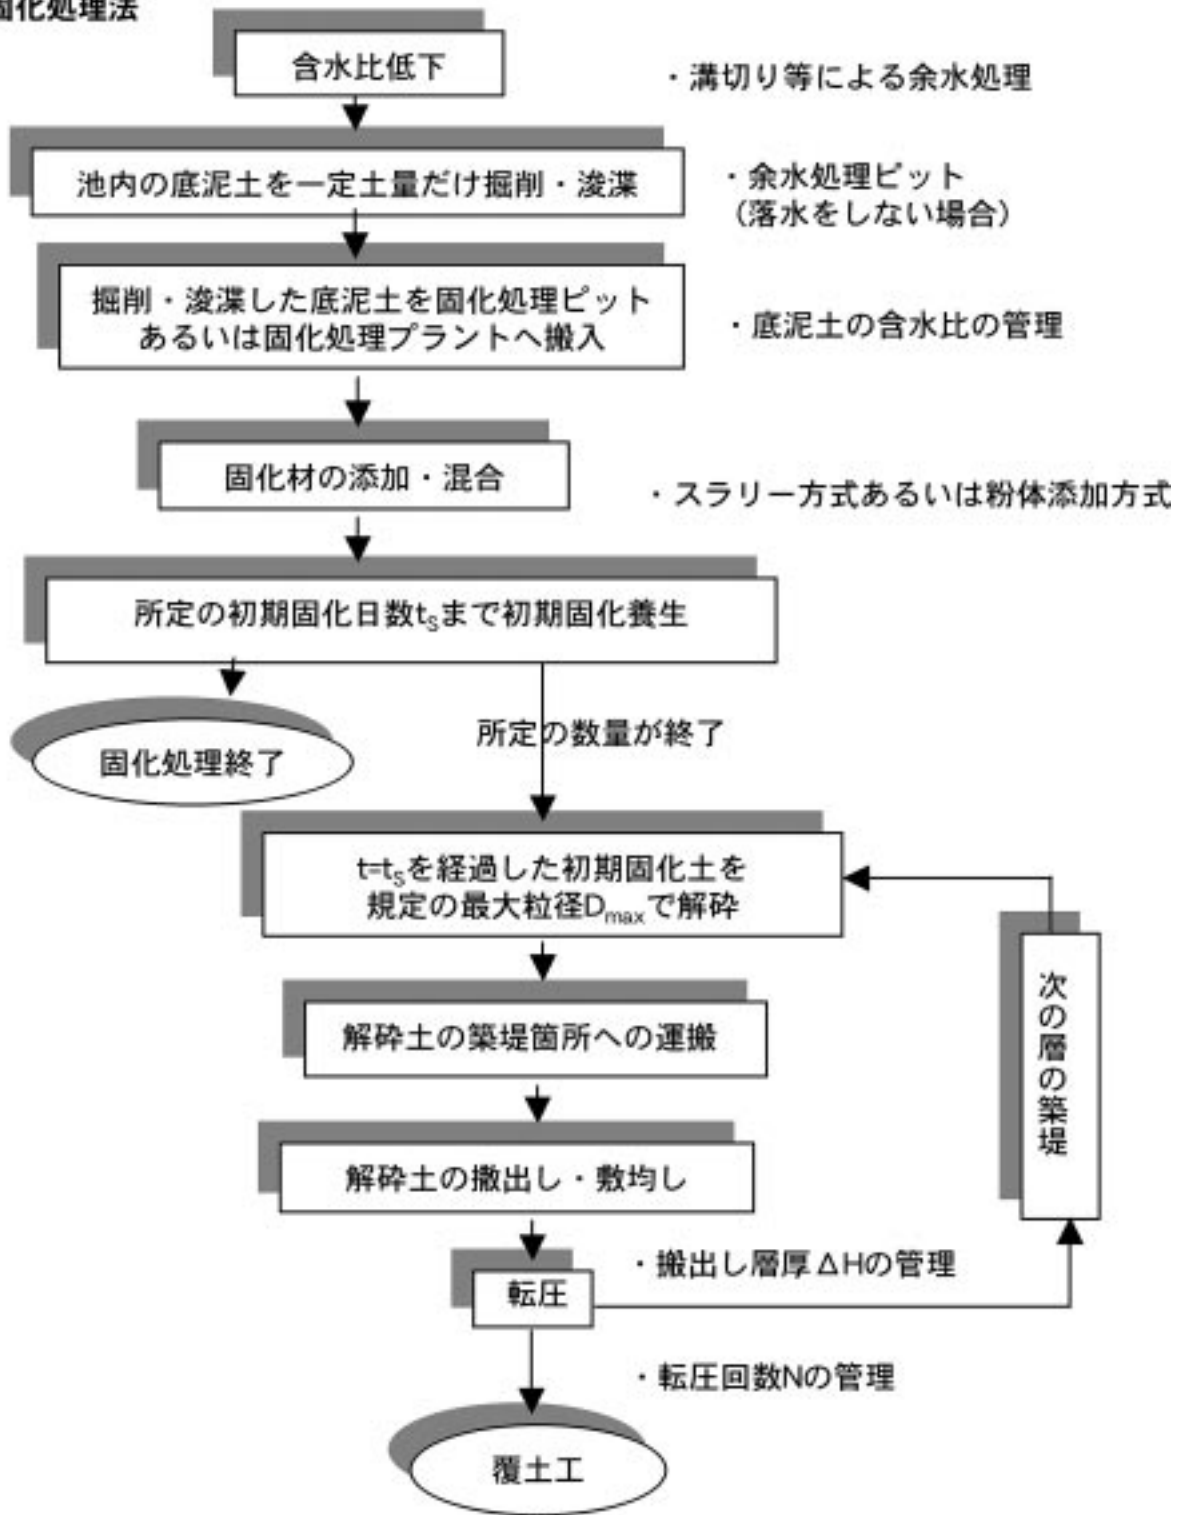 固化処理法
含水比低下
・溝切り等による余水処理
池内の底泥土を一定土量だけ掘削・浚渫
・余水処理ピット
（落水をしない場合）
掘削・浚渫した底泥土を固化処理ピット
あるいは固化処理プラントへ搬入
・底泥土の含水比の管理
固化材の添加・混合
・スラリー方式あるいは粉体添加方式
所定の初期固化日数tsまで初期固化養生
固化処理終了
所定の数量が終了
t=tsを経過した初期固化土を
規定の最大粒径Dmaxで解砕
次の層の築堤
解砕土の築堤箇所への運搬
解砕土の撒出し・敷均し
・搬出し層厚ΔHの管理
転圧
・転圧回数Nの管理
覆土工